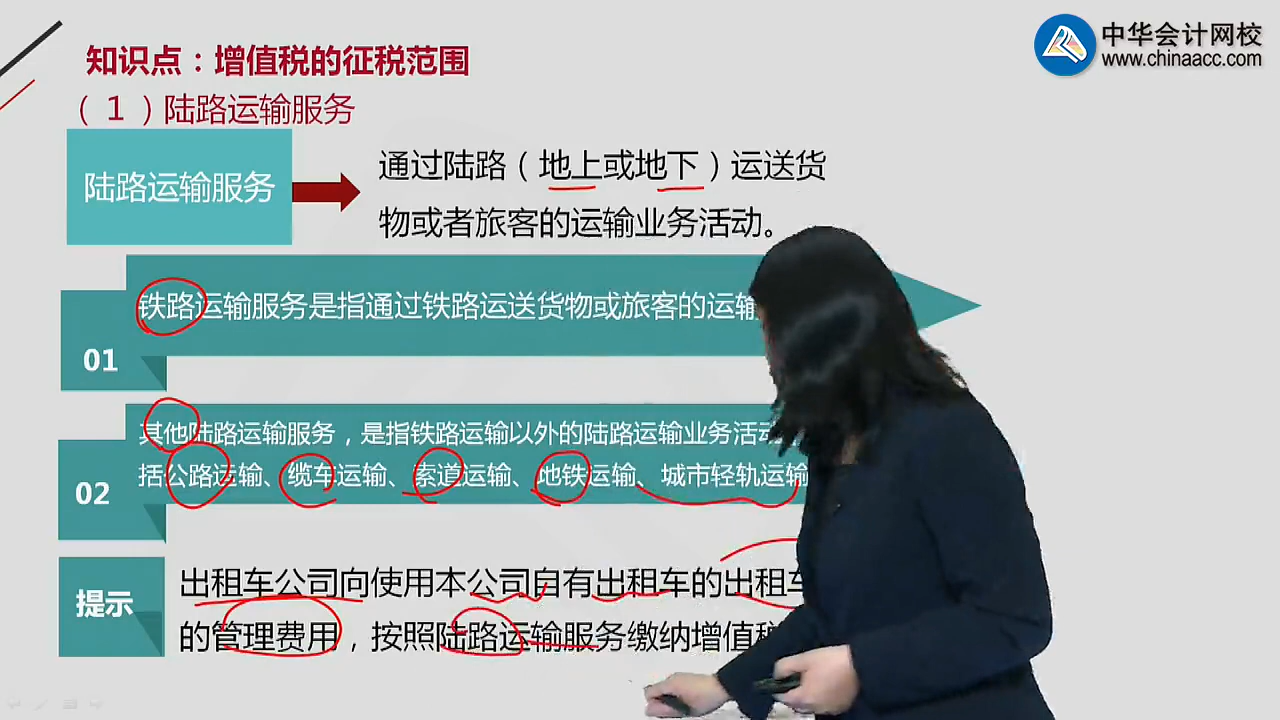 中华会计网校
www.chinaacc.com
知识点：增值税的征税范围
（1）陆路运输服务
陆路运输服务
通过陆路（地上或地下）运送货
物或者旅客的运输业务活动。
01
铁路运输服务是指通过铁路运送货物或旅客的运输
02
其他陆路运输服务，是指铁路运输以外的陆路运输业务活动
括公路运输、缆车运输、索道运输、地铁运输、城市轻轨运输
提示
出租车公司向使用本公司自有出租车的出租车
的管理费用，按照陆路运输服务缴纳增值税